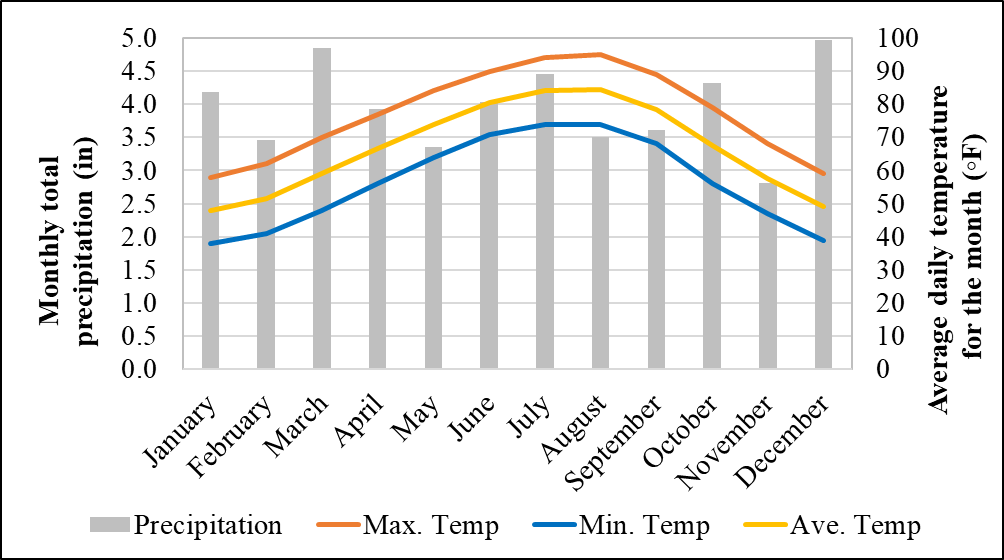 Monthly total
precipitation (in)
5.0
4.5
4.0
3.5
3.0
2.5
2.0
1.5
1.0
0.5
0.0
100
90
80
70
60
50
40
30
20
10
0
Average daily temperature
for the month (◦F)
January
February
March
April
May
June
July
August
September
October
November
December
Precipitation
Max. Temp
Min. Temp
Ave. Temp